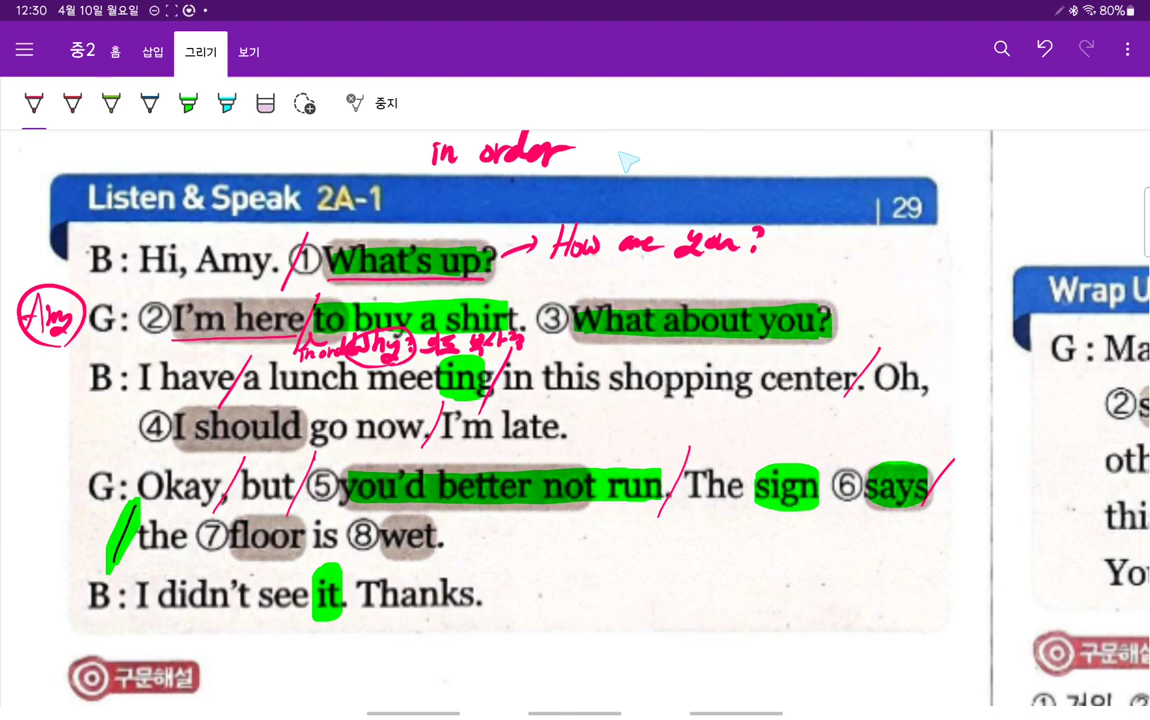 12:30 4월 10일 월요일 80%
중2 홈 삽입 그리기 보기
중지
in order
Listen & Speak 2A-1 | 29
B : Hi, Amy. ①What's up? → How are you?
Amy
G: ②I'm here to buy a shirt. ③What about you?
in order Why?
B : I have a lunch meeting in this shopping center. Oh,
④I should go now. I'm late.
G: Okay, but ⑤you'd better not run. The sign ⑥says
the ⑦floor is ⑧wet.
B : I didn't see it. Thanks.
구문해설
Wrap U
G : Ma
②s
oth
thi
You
구문해설